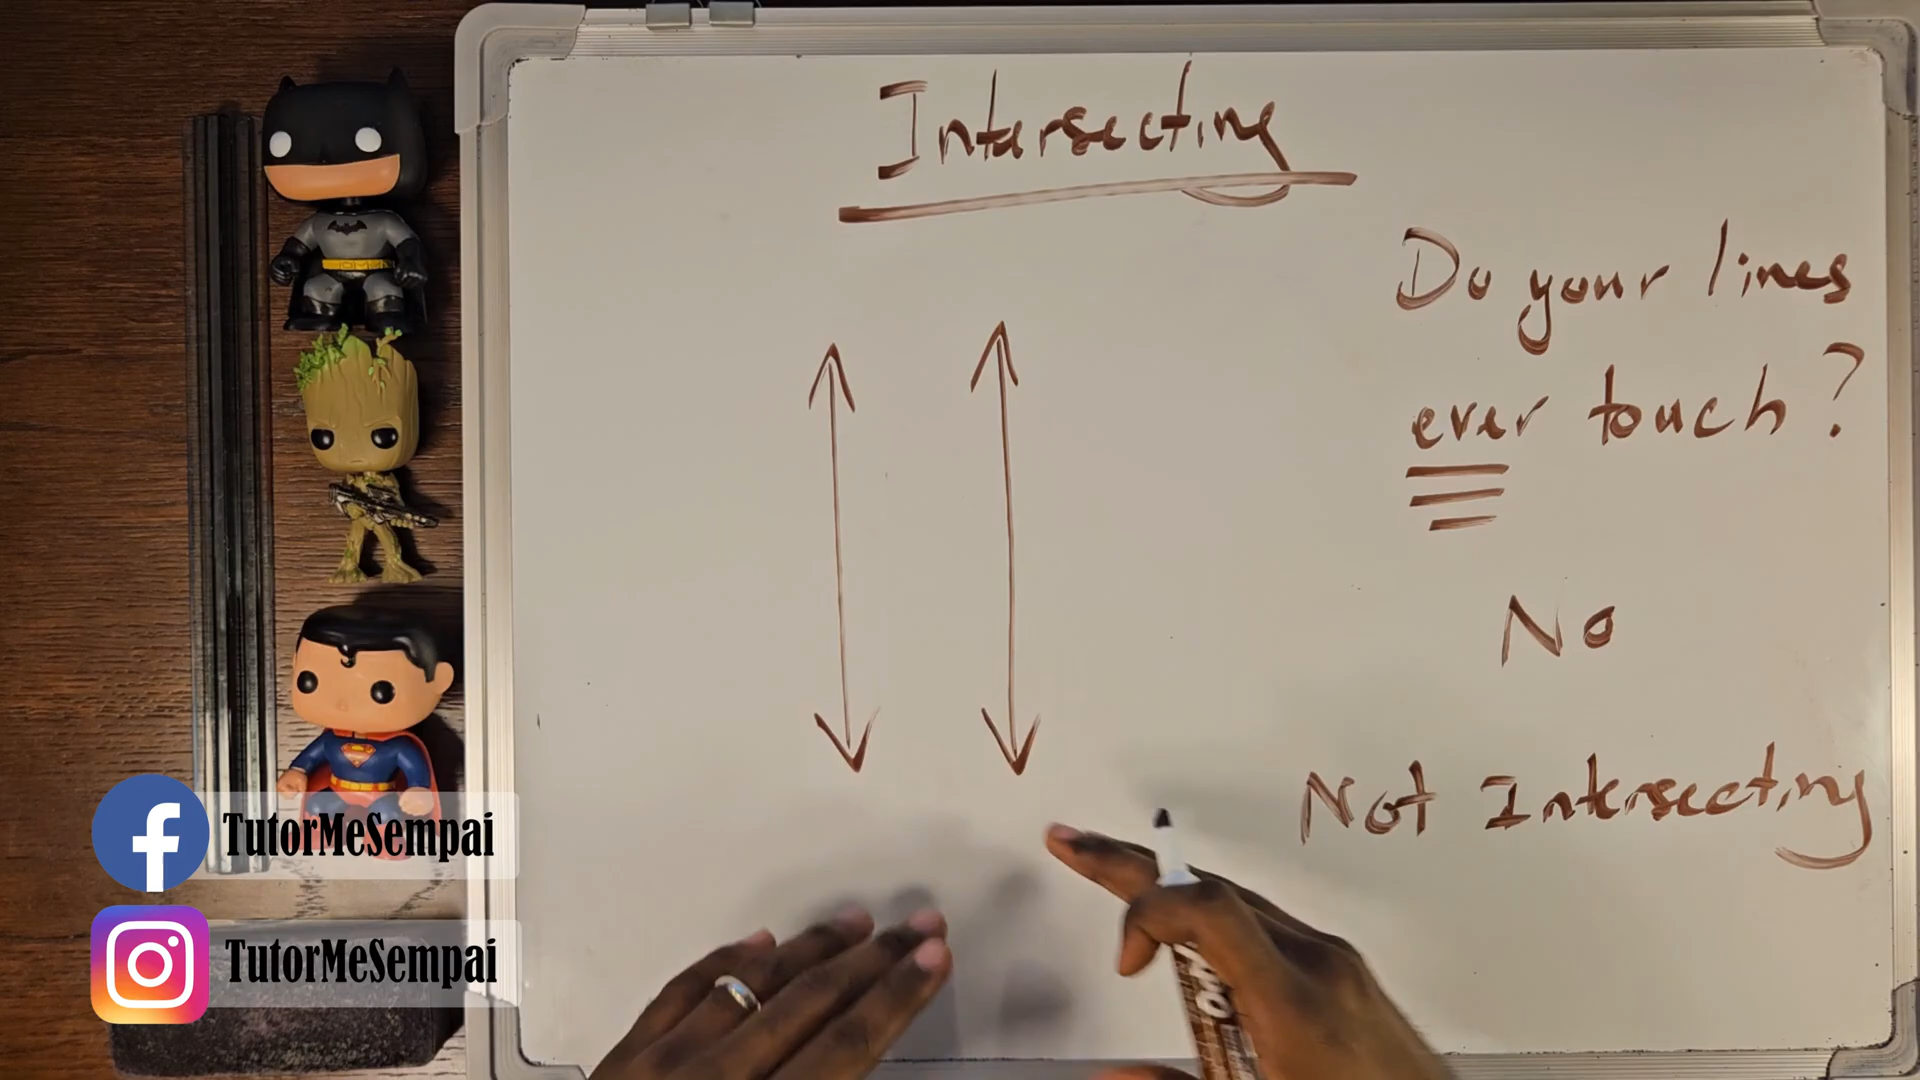 Intersecting
Do your lines
ever touch?
No
Not Intersecting
TutorMeSempai
TutorMeSempai